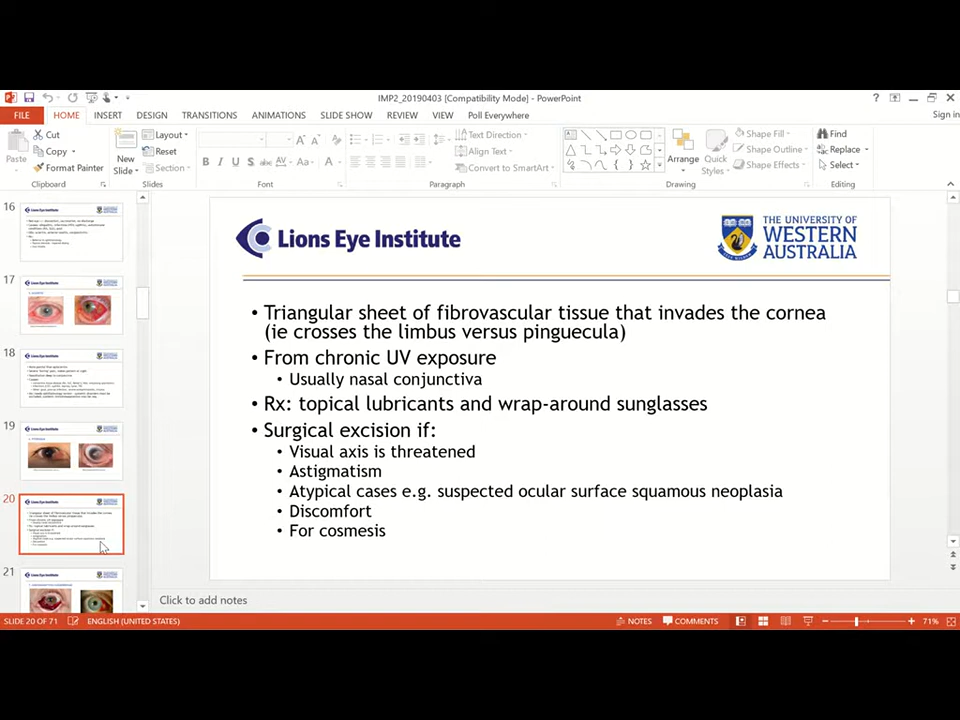 IMP2_20190403 [Compatibility Mode] - PowerPoint
FILE HOME INSERT DESIGN TRANSITIONS ANIMATIONS SLIDE SHOW REVIEW VIEW Poll Everywhere Sign in
Paste
Cut
Copy
Format Painter
Clipboard
New
Slide
Layout
Reset
Section
Slides
B I U S abc AV Aa A
Font
Text Direction
Align Text
Convert to SmartArt
Paragraph
Arrange
Quick
Styles
Shape Fill
Shape Outline
Shape Effects
Drawing
Find
Replace
Select
Editing
16
17
18
19
20
21
Lions Eye Institute
THE UNIVERSITY OF
WESTERN
AUSTRALIA
• Triangular sheet of fibrovascular tissue that invades the cornea
(ie crosses the limbus versus pinguecula)
• From chronic UV exposure
• Usually nasal conjunctiva
• Rx: topical lubricants and wrap-around sunglasses
• Surgical excision if:
• Visual axis is threatened
• Astigmatism
• Atypical cases e.g. suspected ocular surface squamous neoplasia
• Discomfort
• For cosmesis
Click to add notes
SLIDE 20 OF 71 ENGLISH (UNITED STATES) NOTES COMMENTS 71%